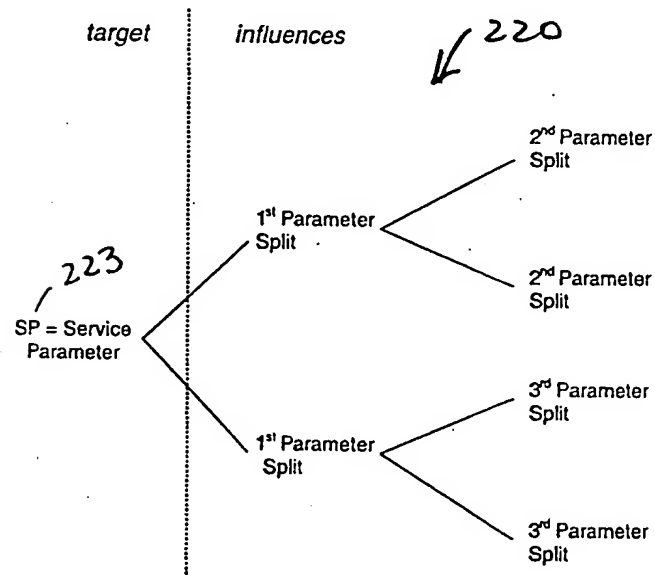 target
influences
220
2nd Parameter
Split
1st Parameter
Split
2nd Parameter
Split
223
SP = Service
Parameter
3rd Parameter
Split
1st Parameter
Split
3rd Parameter
Split